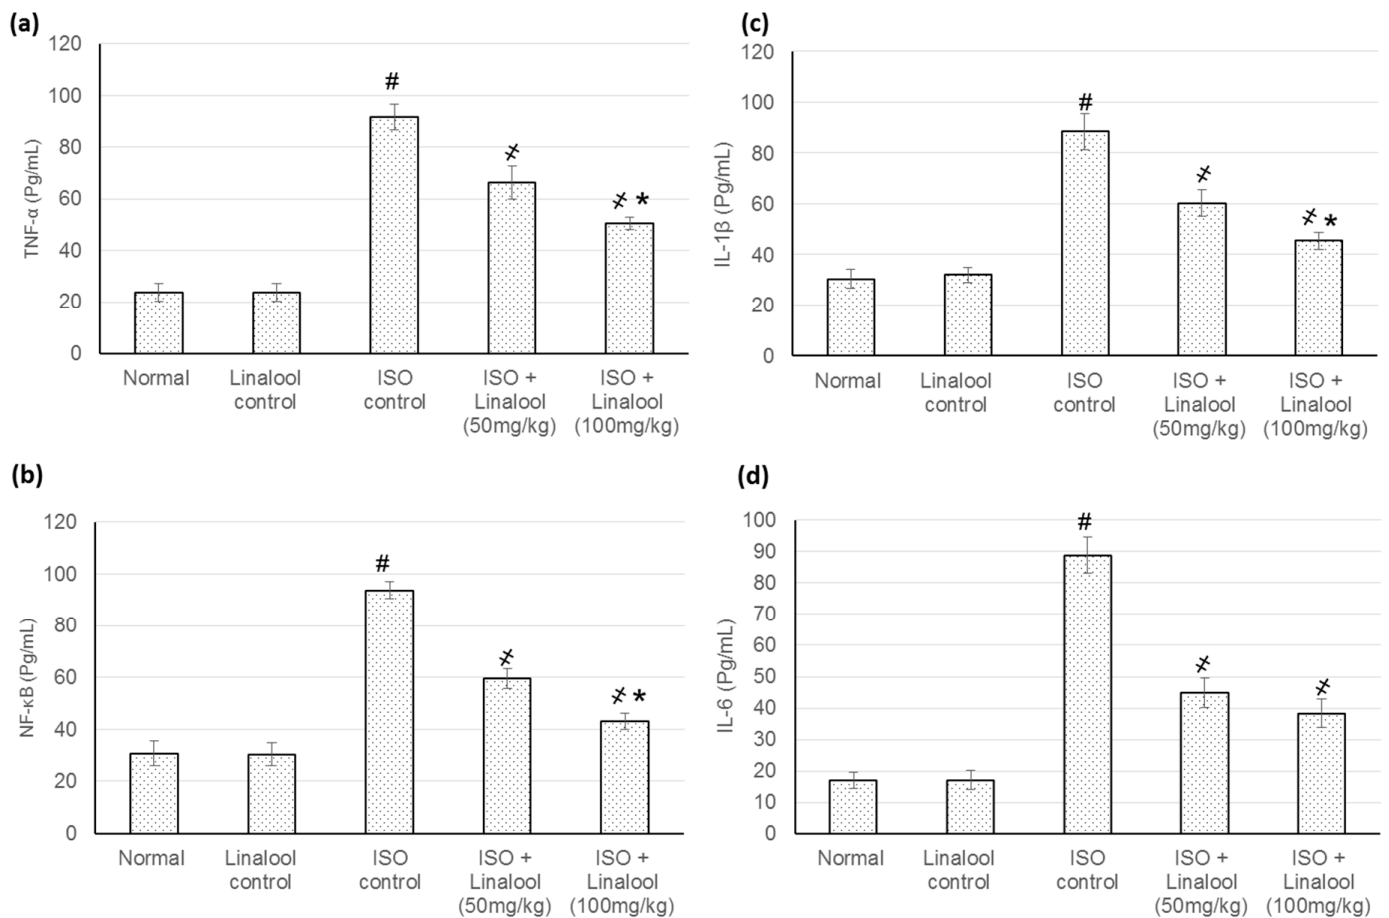 (a)
120
100
80
60
40
20
0
TNF-α (Pg/mL)
#
҂
҂ *
Normal
Linalool
control
ISO
control
ISO +
Linalool
(50mg/kg)
ISO +
Linalool
(100mg/kg)
(c)
120
100
80
60
40
20
0
IL-1β (Pg/mL)
#
҂
҂ *
Normal
Linalool
control
ISO
control
ISO +
Linalool
(50mg/kg)
ISO +
Linalool
(100mg/kg)
(b)
120
100
80
60
40
20
0
NF-κB (Pg/mL)
#
҂
҂ *
Normal
Linalool
control
ISO
control
ISO +
Linalool
(50mg/kg)
ISO +
Linalool
(100mg/kg)
(d)
100
90
80
70
60
50
40
30
20
10
0
IL-6 (Pg/mL)
#
҂
҂
Normal
Linalool
control
ISO
control
ISO +
Linalool
(50mg/kg)
ISO +
Linalool
(100mg/kg)